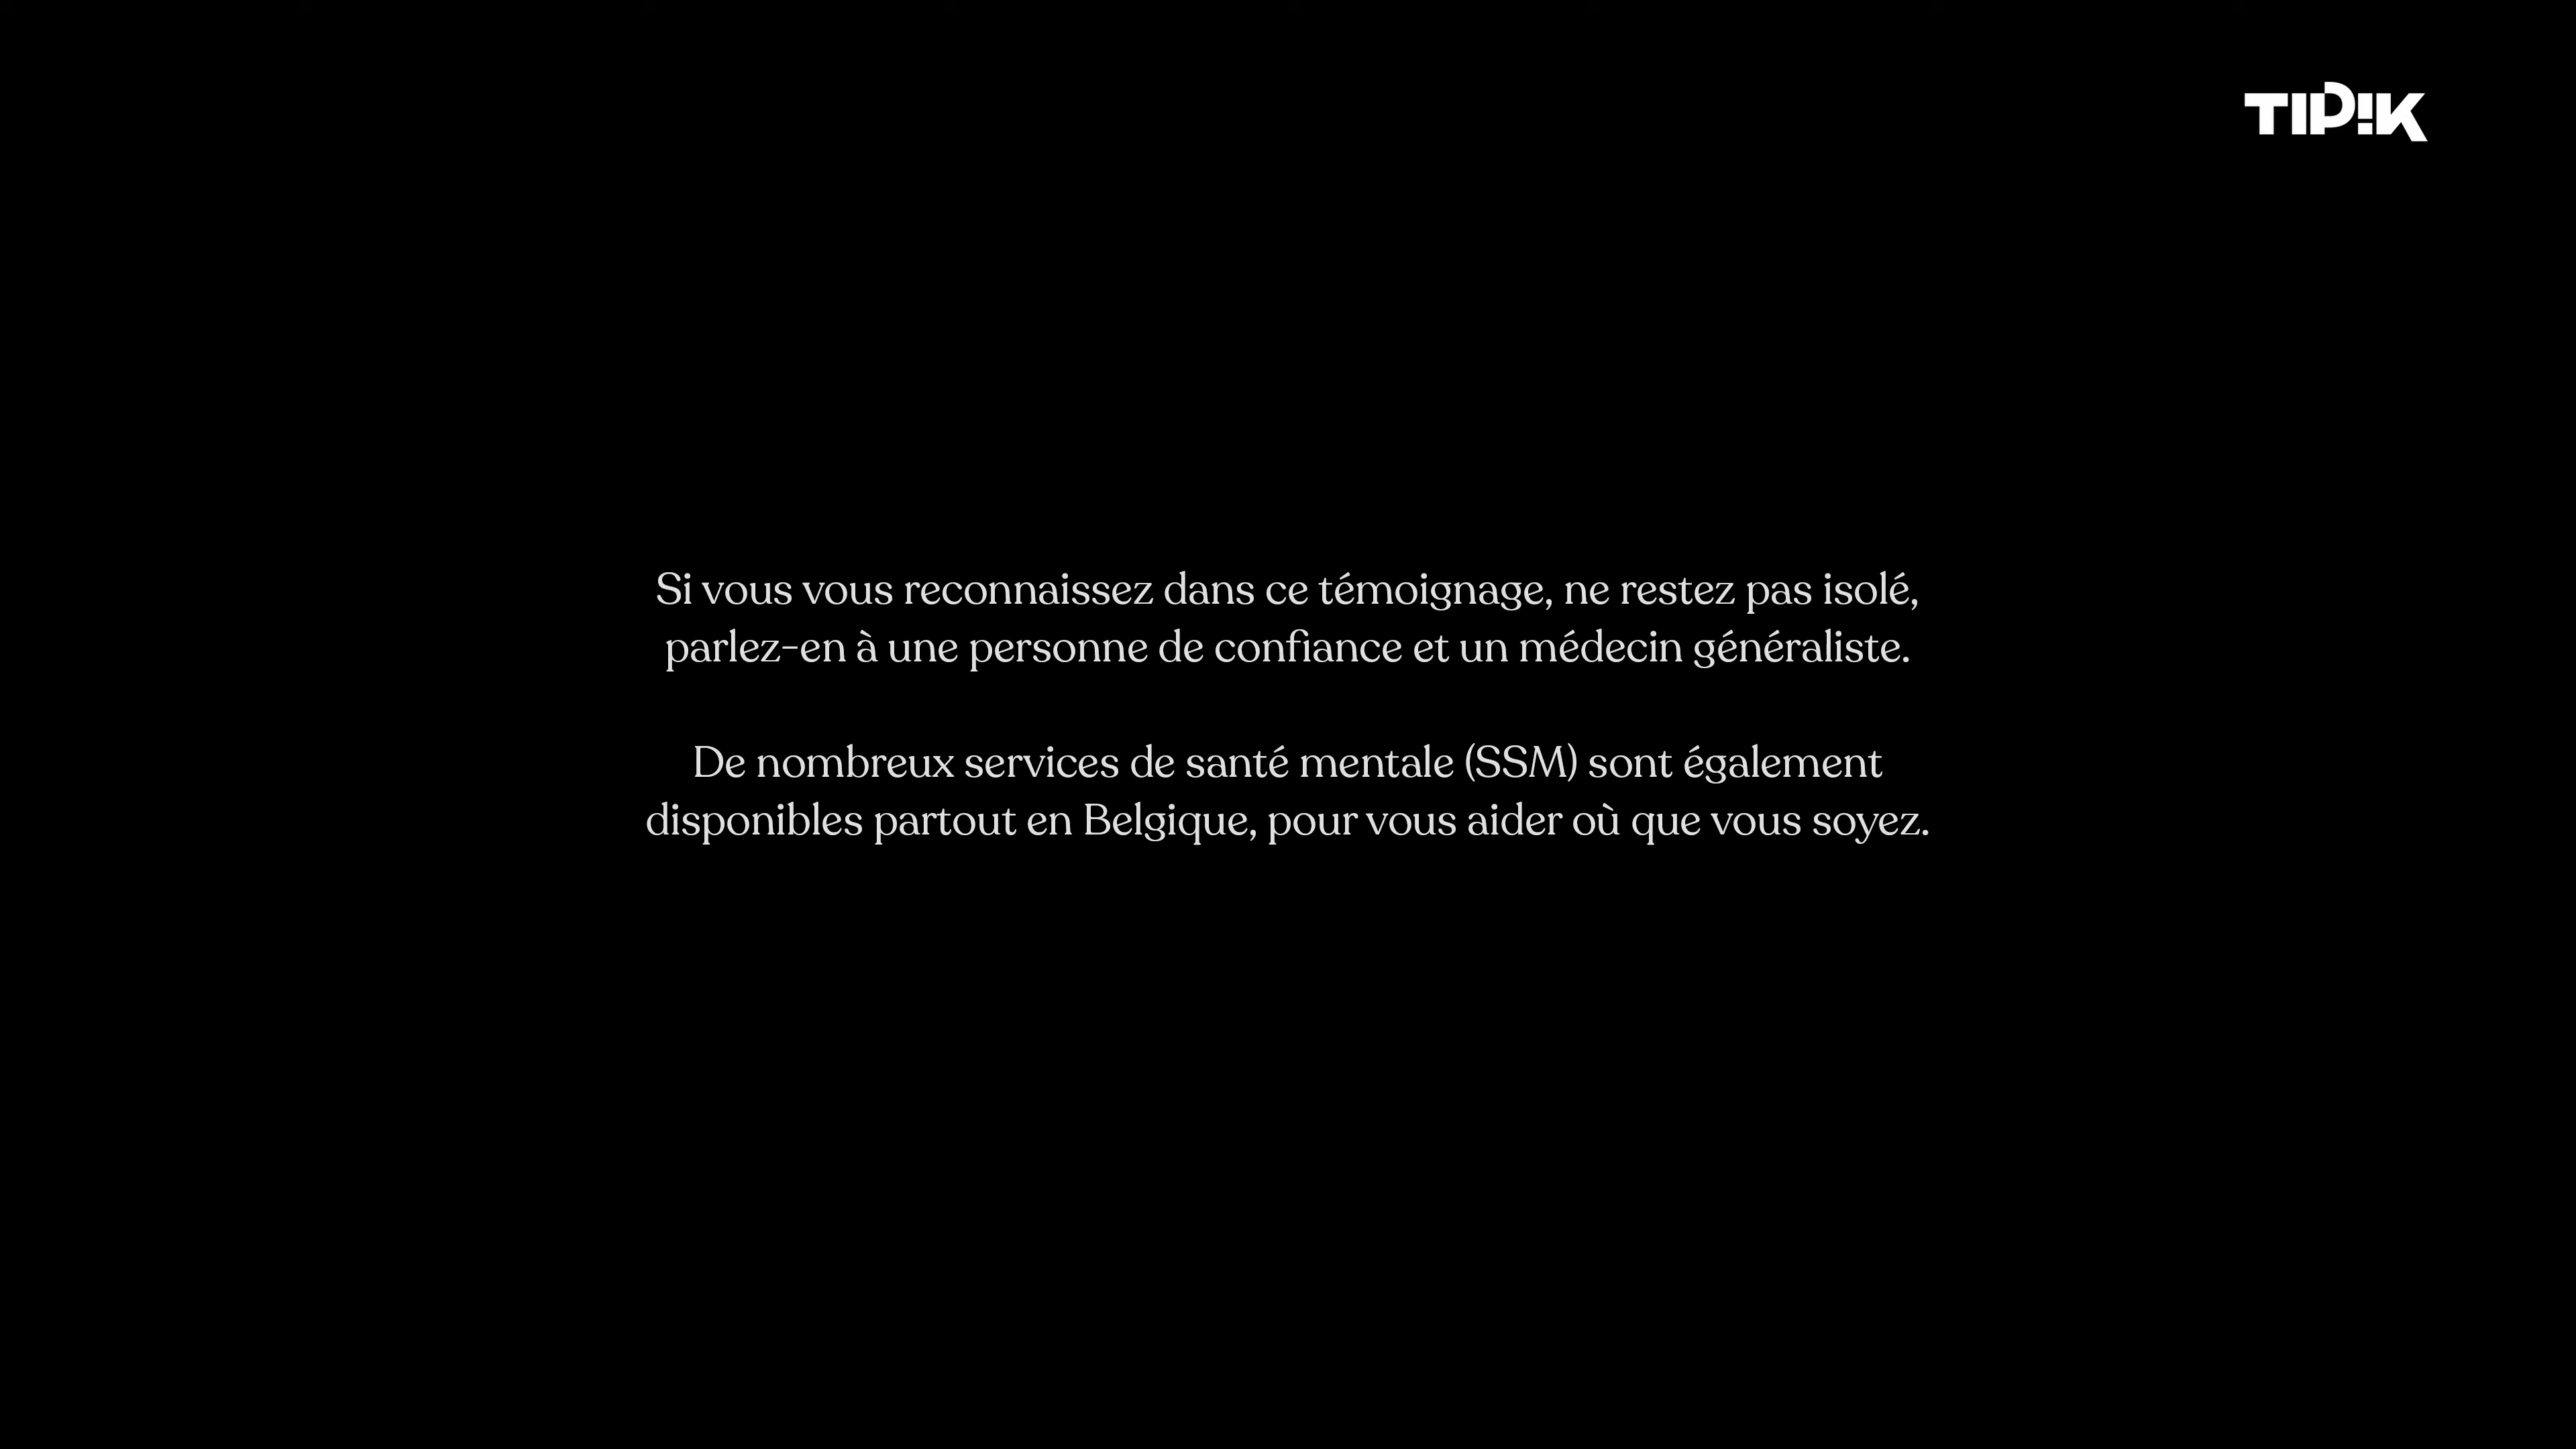 TIPIK
Si vous vous reconnaissez dans ce témoignage, ne restez pas isolé,
parlez-en à une personne de confiance et un médecin généraliste.
De nombreux services de santé mentale (SSM) sont également
disponibles partout en Belgique, pour vous aider où que vous soyez.